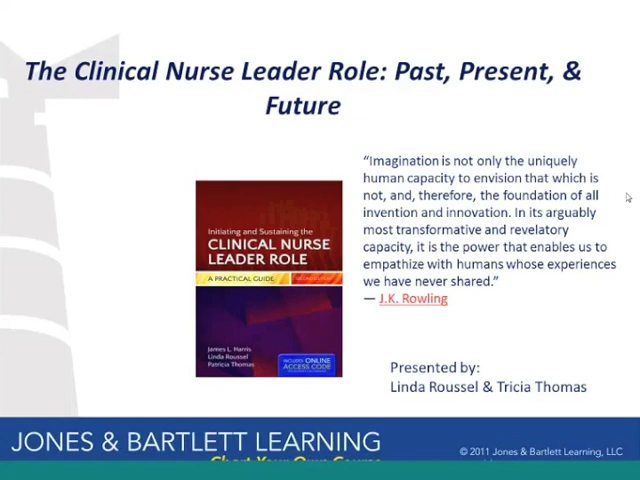 The Clinical Nurse Leader Role: Past, Present, &
Future
“Imagination is not only the uniquely
human capacity to envision that which is
not, and, therefore, the foundation of all
invention and innovation. In its arguably
most transformative and revelatory
capacity, it is the power that enables us to
empathize with humans whose experiences
we have never shared.”
― J.K. Rowling
Initiating and Sustaining the
CLINICAL NURSE
LEADER ROLE
A PRACTICAL GUIDE
James L. Harris
Linda Roussel
Patricia Thomas
INCLUDES ONLINE
ACCESS CODE
Presented by:
Linda Roussel & Tricia Thomas
JONES & BARTLETT LEARNING
Chart Your Own Course
© 2011 Jones & Bartlett Learning, LLC